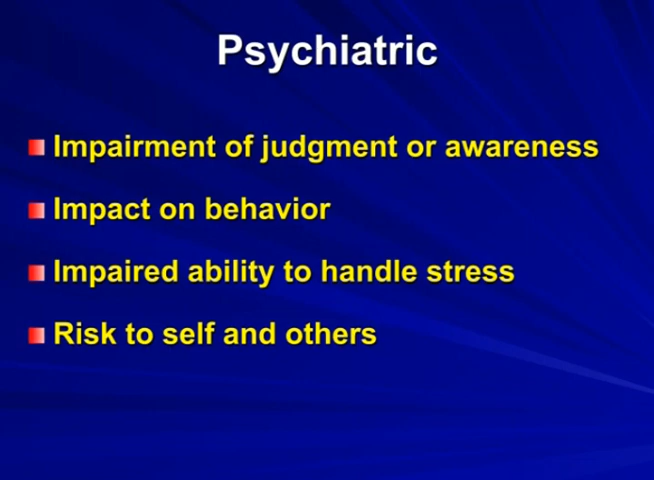 Psychiatric
Impairment of judgment or awareness
Impact on behavior
Impaired ability to handle stress
Risk to self and others